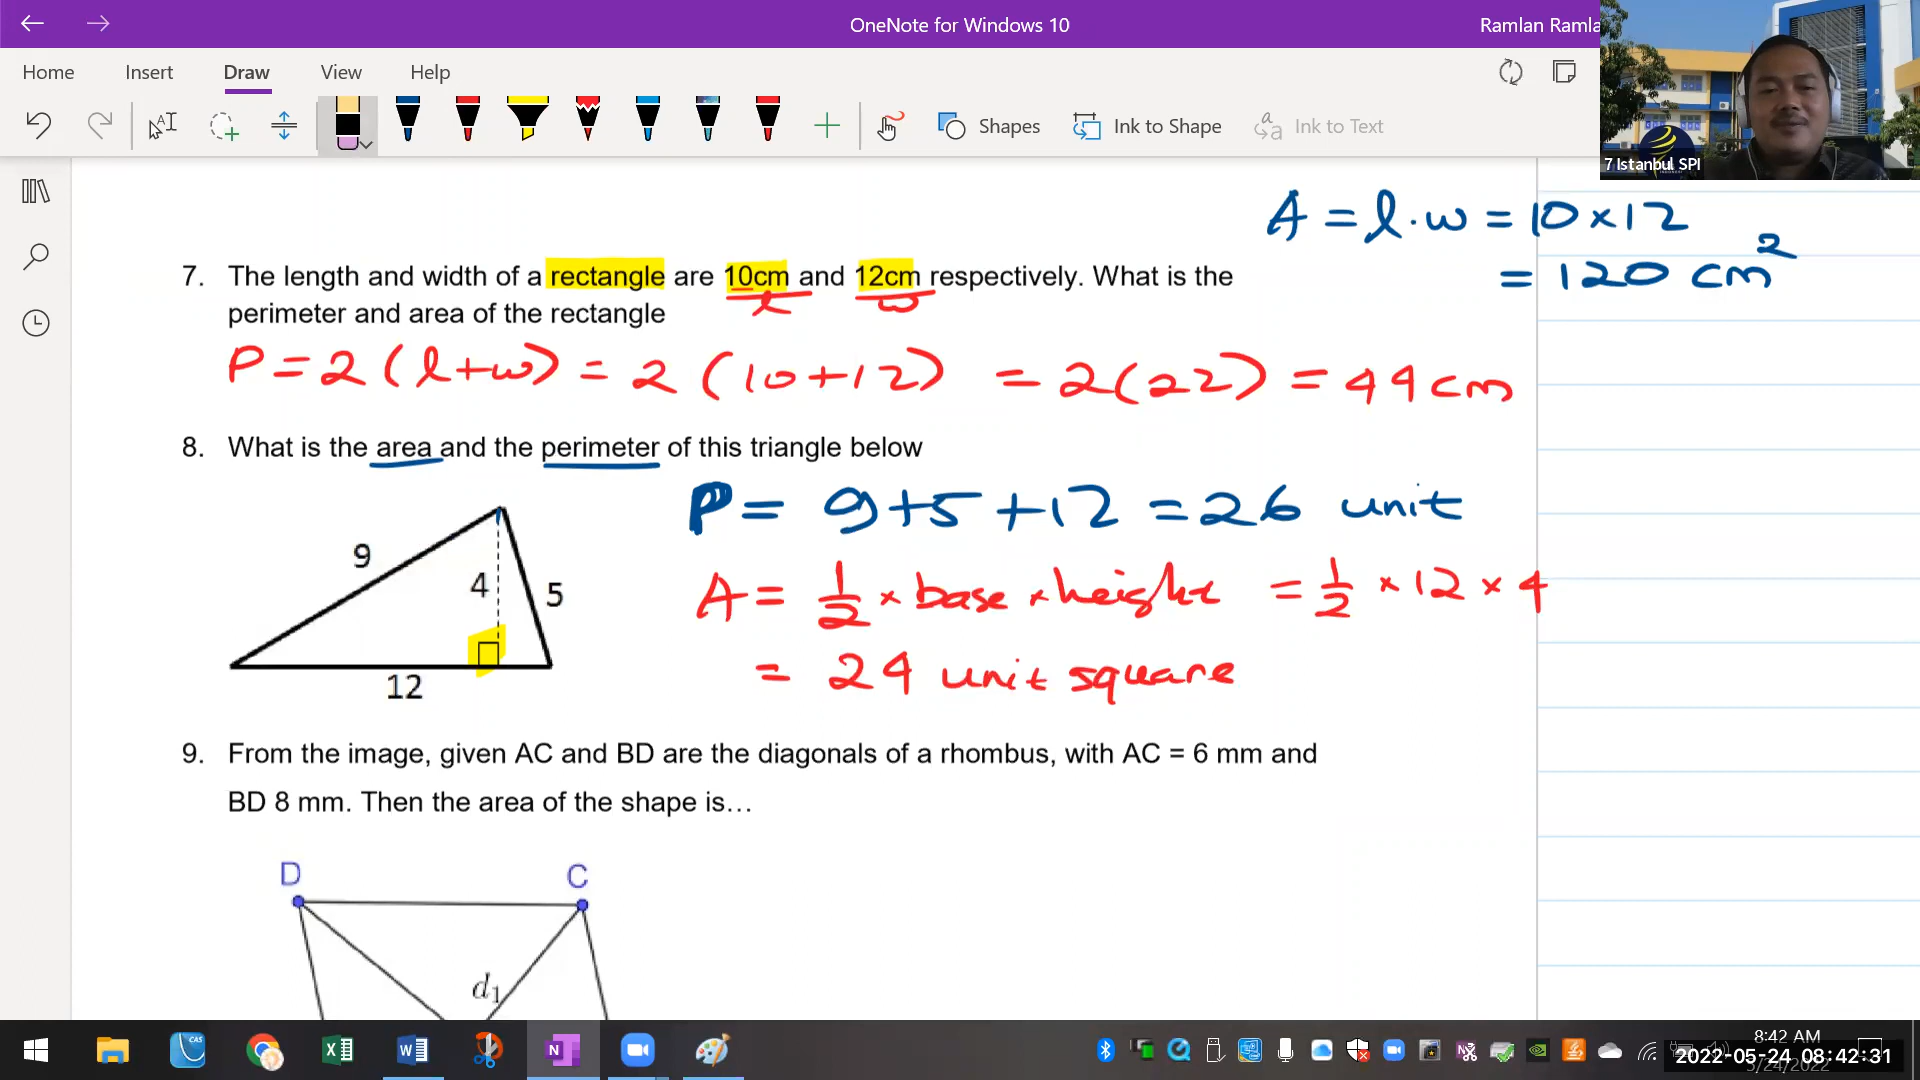 OneNote for Windows 10
Ramlan Ramla
Home Insert Draw View Help
Shapes Ink to Shape Ink to Text
7 Istanbul SPI
A = l·w = 10×12
= 120 cm²
7. The length and width of a rectangle are 10cm and 12cm respectively. What is the
l w
perimeter and area of the rectangle
P = 2 (l+w) = 2 (10+12) = 2(22) = 44 cm
8. What is the area and the perimeter of this triangle below
P = 9+5+12 = 26 unit
9
4
5
12
A = 1/2 × base × height = 1/2 × 12 × 4
= 24 unit square
9. From the image, given AC and BD are the diagonals of a rhombus, with AC = 6 mm and
BD 8 mm. Then the area of the shape is…
D C
d₁
8:42 AM
2022-05-24 08:42:31
5/24/2022